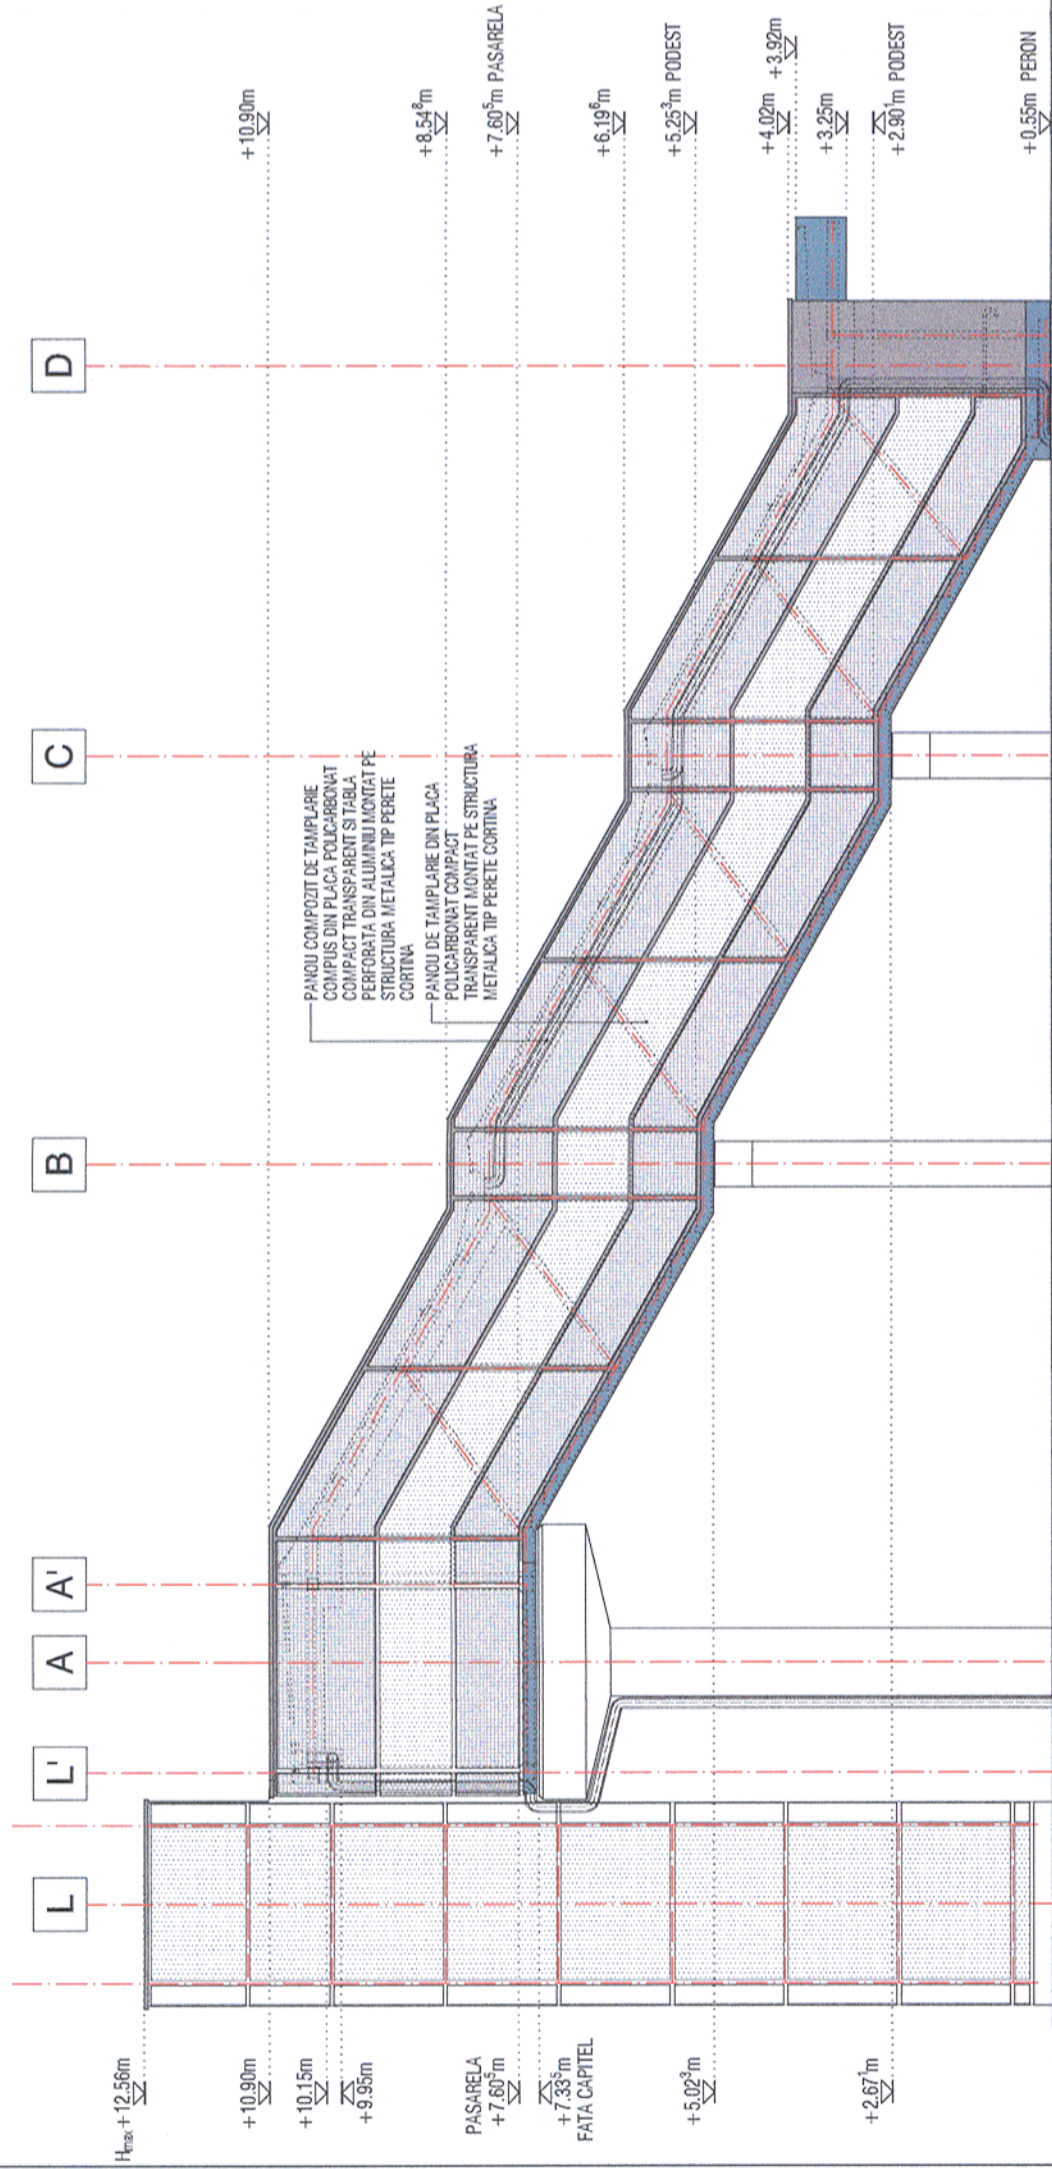 L
L'
A
A'
B
C
D
Hmax +12.56m
+10.90m
+10.15m
+9.95m
PASARELA
+7.60⁵m
+7.33⁵m
FATA CAPITEL
+5.02³m
+2.67¹m
PANOU COMPOZIT DE TAMPLARIE
COMPUS DIN PLACA POLICARBONAT
COMPACT TRANSPARENT SI TABLA
PERFORATA DIN ALUMINIU MONTAT PE
STRUCTURA METALICA TIP PERETE
CORTINA
PANOU DE TAMPLARIE DIN PLACA
POLICARBONAT COMPACT
TRANSPARENT MONTAT PE STRUCTURA
METALICA TIP PERETE CORTINA
+10.90m
+8.54⁸m
+7.60⁵m PASARELA
+6.19⁶m
+5.25³m PODEST
+4.02m
+3.92m
+3.25m
+2.90¹m PODEST
+0.55m PERON